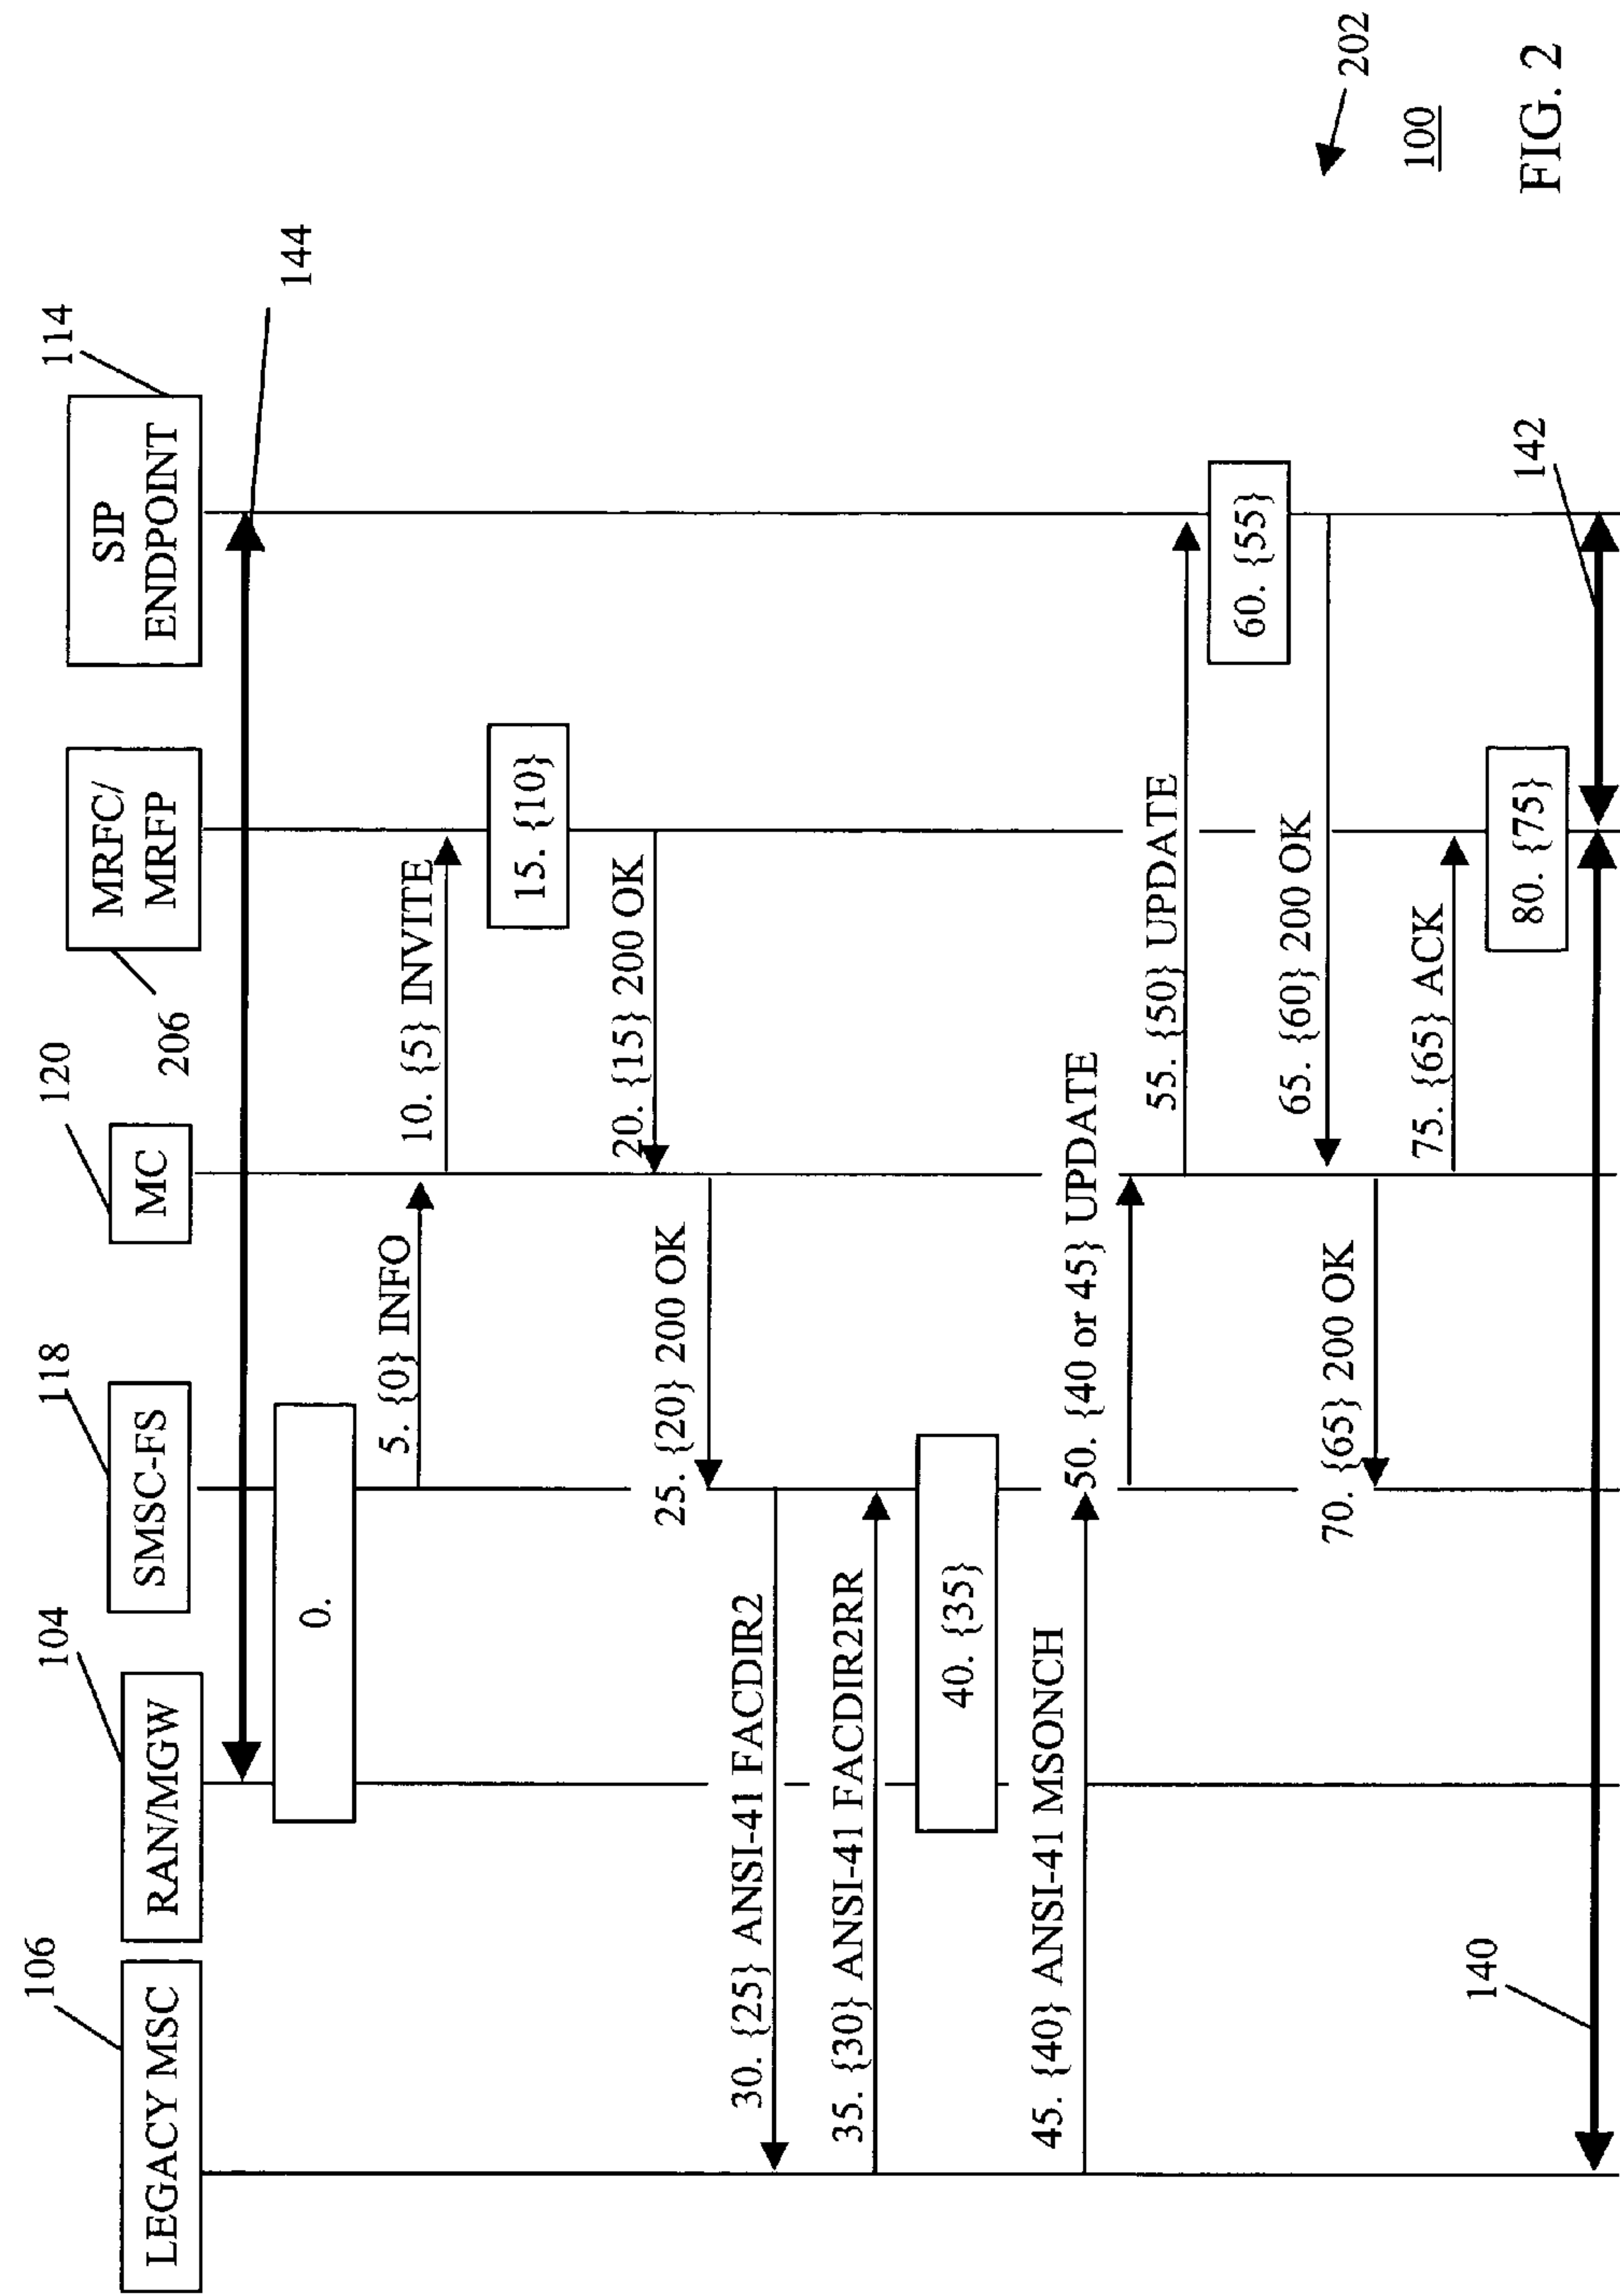 106
104
118
120
114
LEGACY MSC
RAN/MGW
SMSC-FS
MC
MRFC/
MRFP
SIP
ENDPOINT
206
144
0.
5. {0} INFO
10. {5} INVITE
15. {10}
20. {15} 200 OK
25. {20} 200 OK
30. {25} ANSI-41 FACDIR2
35. {30} ANSI-41 FACDIR2RR
40. {35}
45. {40} ANSI-41 MSONCH
50. {40 or 45} UPDATE
55. {50} UPDATE
60. {55}
65. {60} 200 OK
70. {65} 200 OK
75. {65} ACK
80. {75}
140
142
202
100
FIG. 2